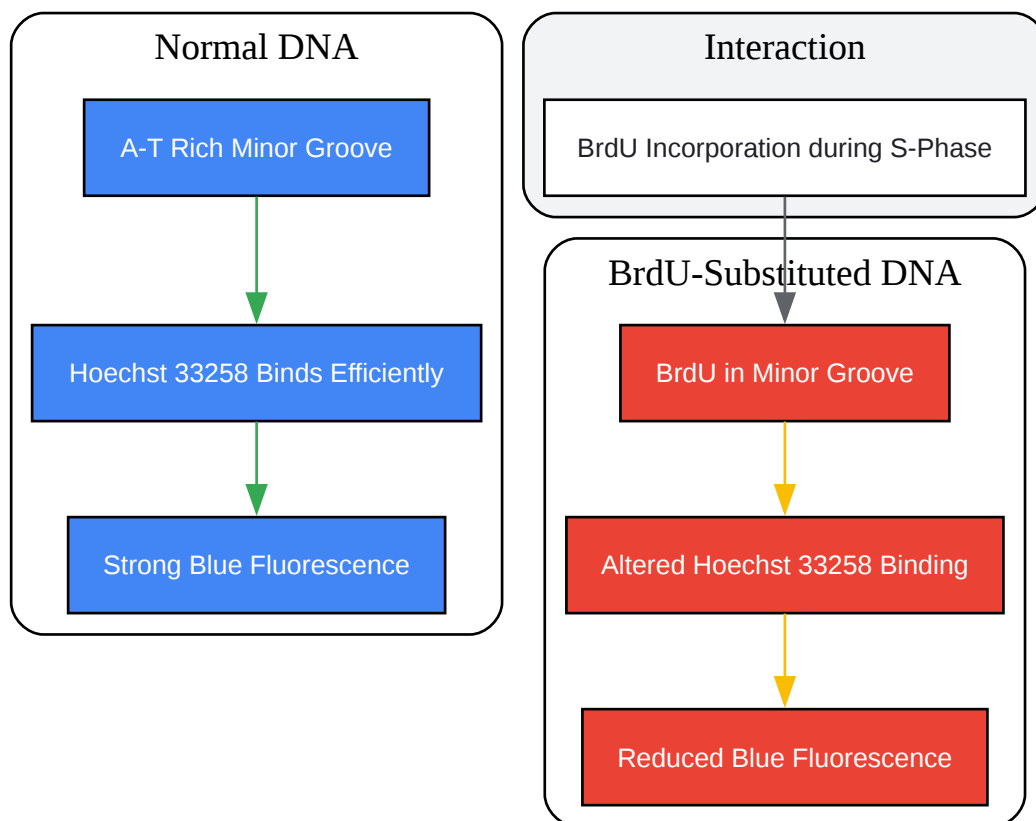 Normal DNA
A-T Rich Minor Groove
Hoechst 33258 Binds Efficiently
Strong Blue Fluorescence
Interaction
BrdU Incorporation during S-Phase
BrdU-Substituted DNA
BrdU in Minor Groove
Altered Hoechst 33258 Binding
Reduced Blue Fluorescence